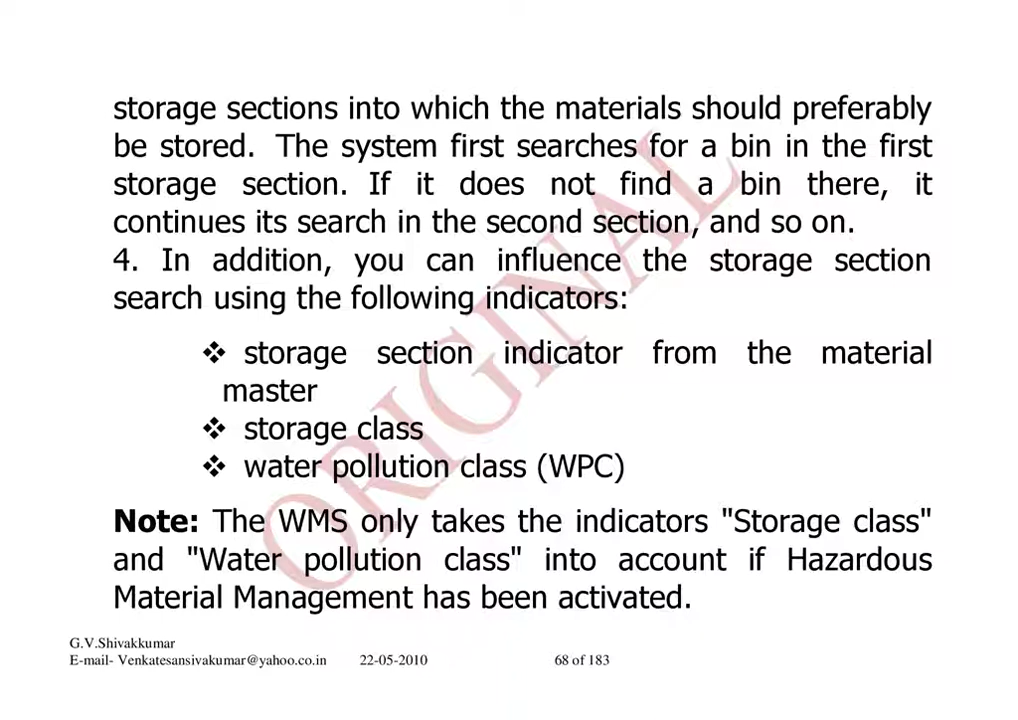 storage sections into which the materials should preferably
be stored. The system first searches for a bin in the first
storage section. If it does not find a bin there, it
continues its search in the second section, and so on.
4. In addition, you can influence the storage section
search using the following indicators:
❖ storage section indicator from the material
master
❖ storage class
❖ water pollution class (WPC)
Note: The WMS only takes the indicators "Storage class"
and "Water pollution class" into account if Hazardous
Material Management has been activated.
ORIGINAL
G.V.Shivakkumar
E-mail- Venkatesansivakumar@yahoo.co.in 22-05-2010 68 of 183